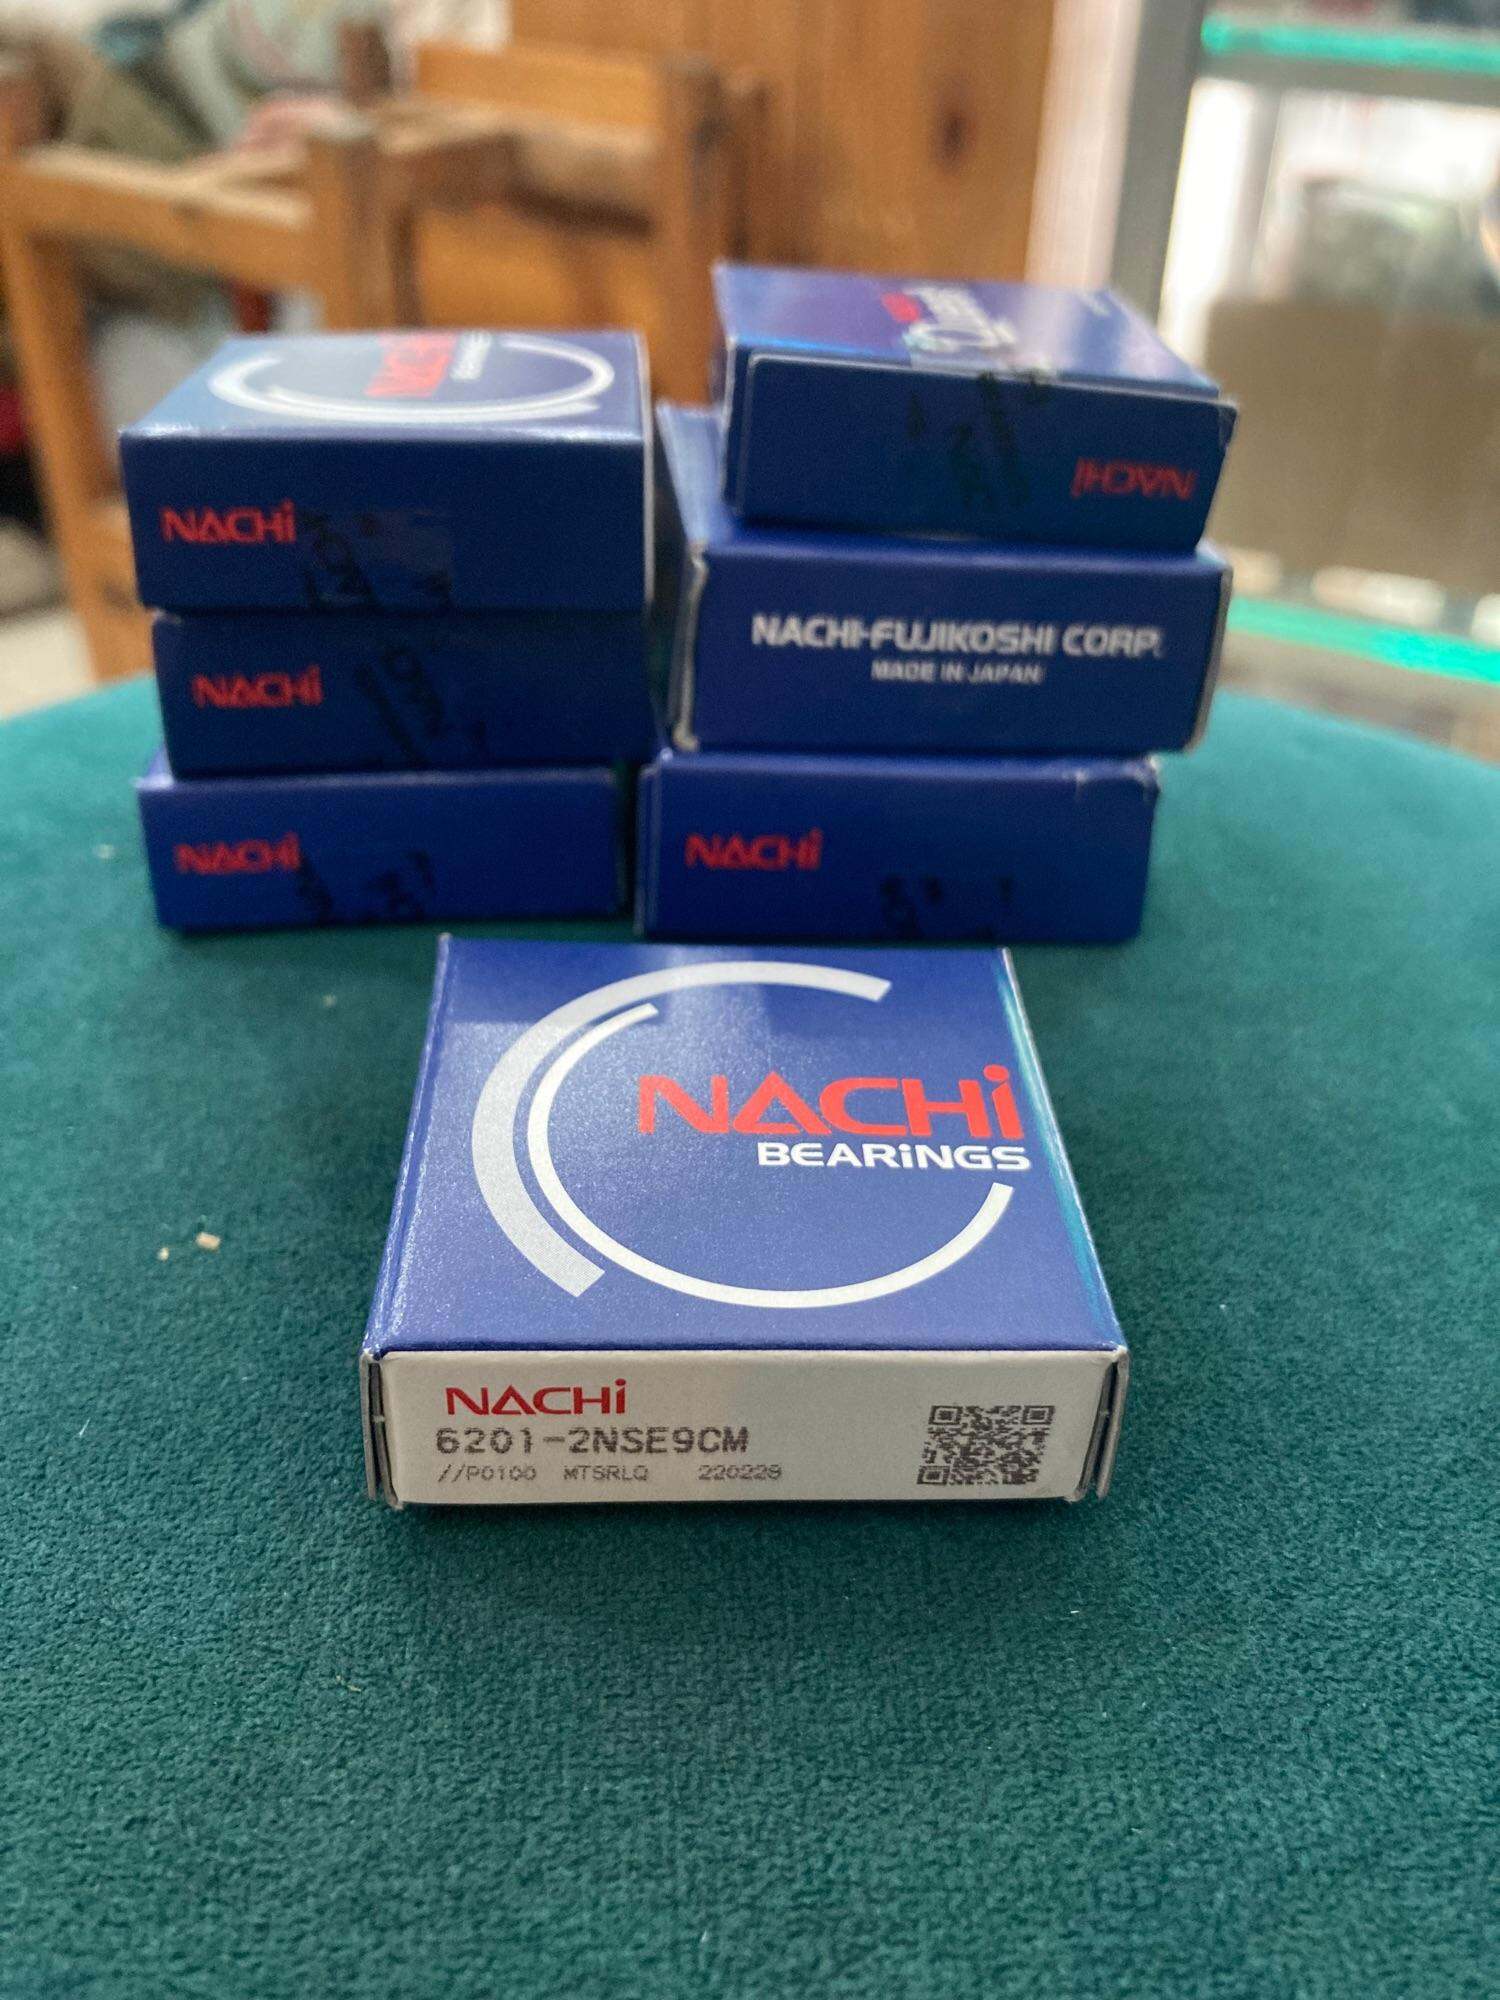 NACHi
BEARiNGS
NACHi
NACHi
NACHi
NACHi
NACHi-FUJIKOSHI CORP.
MADE IN JAPAN
NACHi
NACHi
BEARiNGS
NACHi
6201-2NSE9CM
//P0100 MTSRLQ 220228